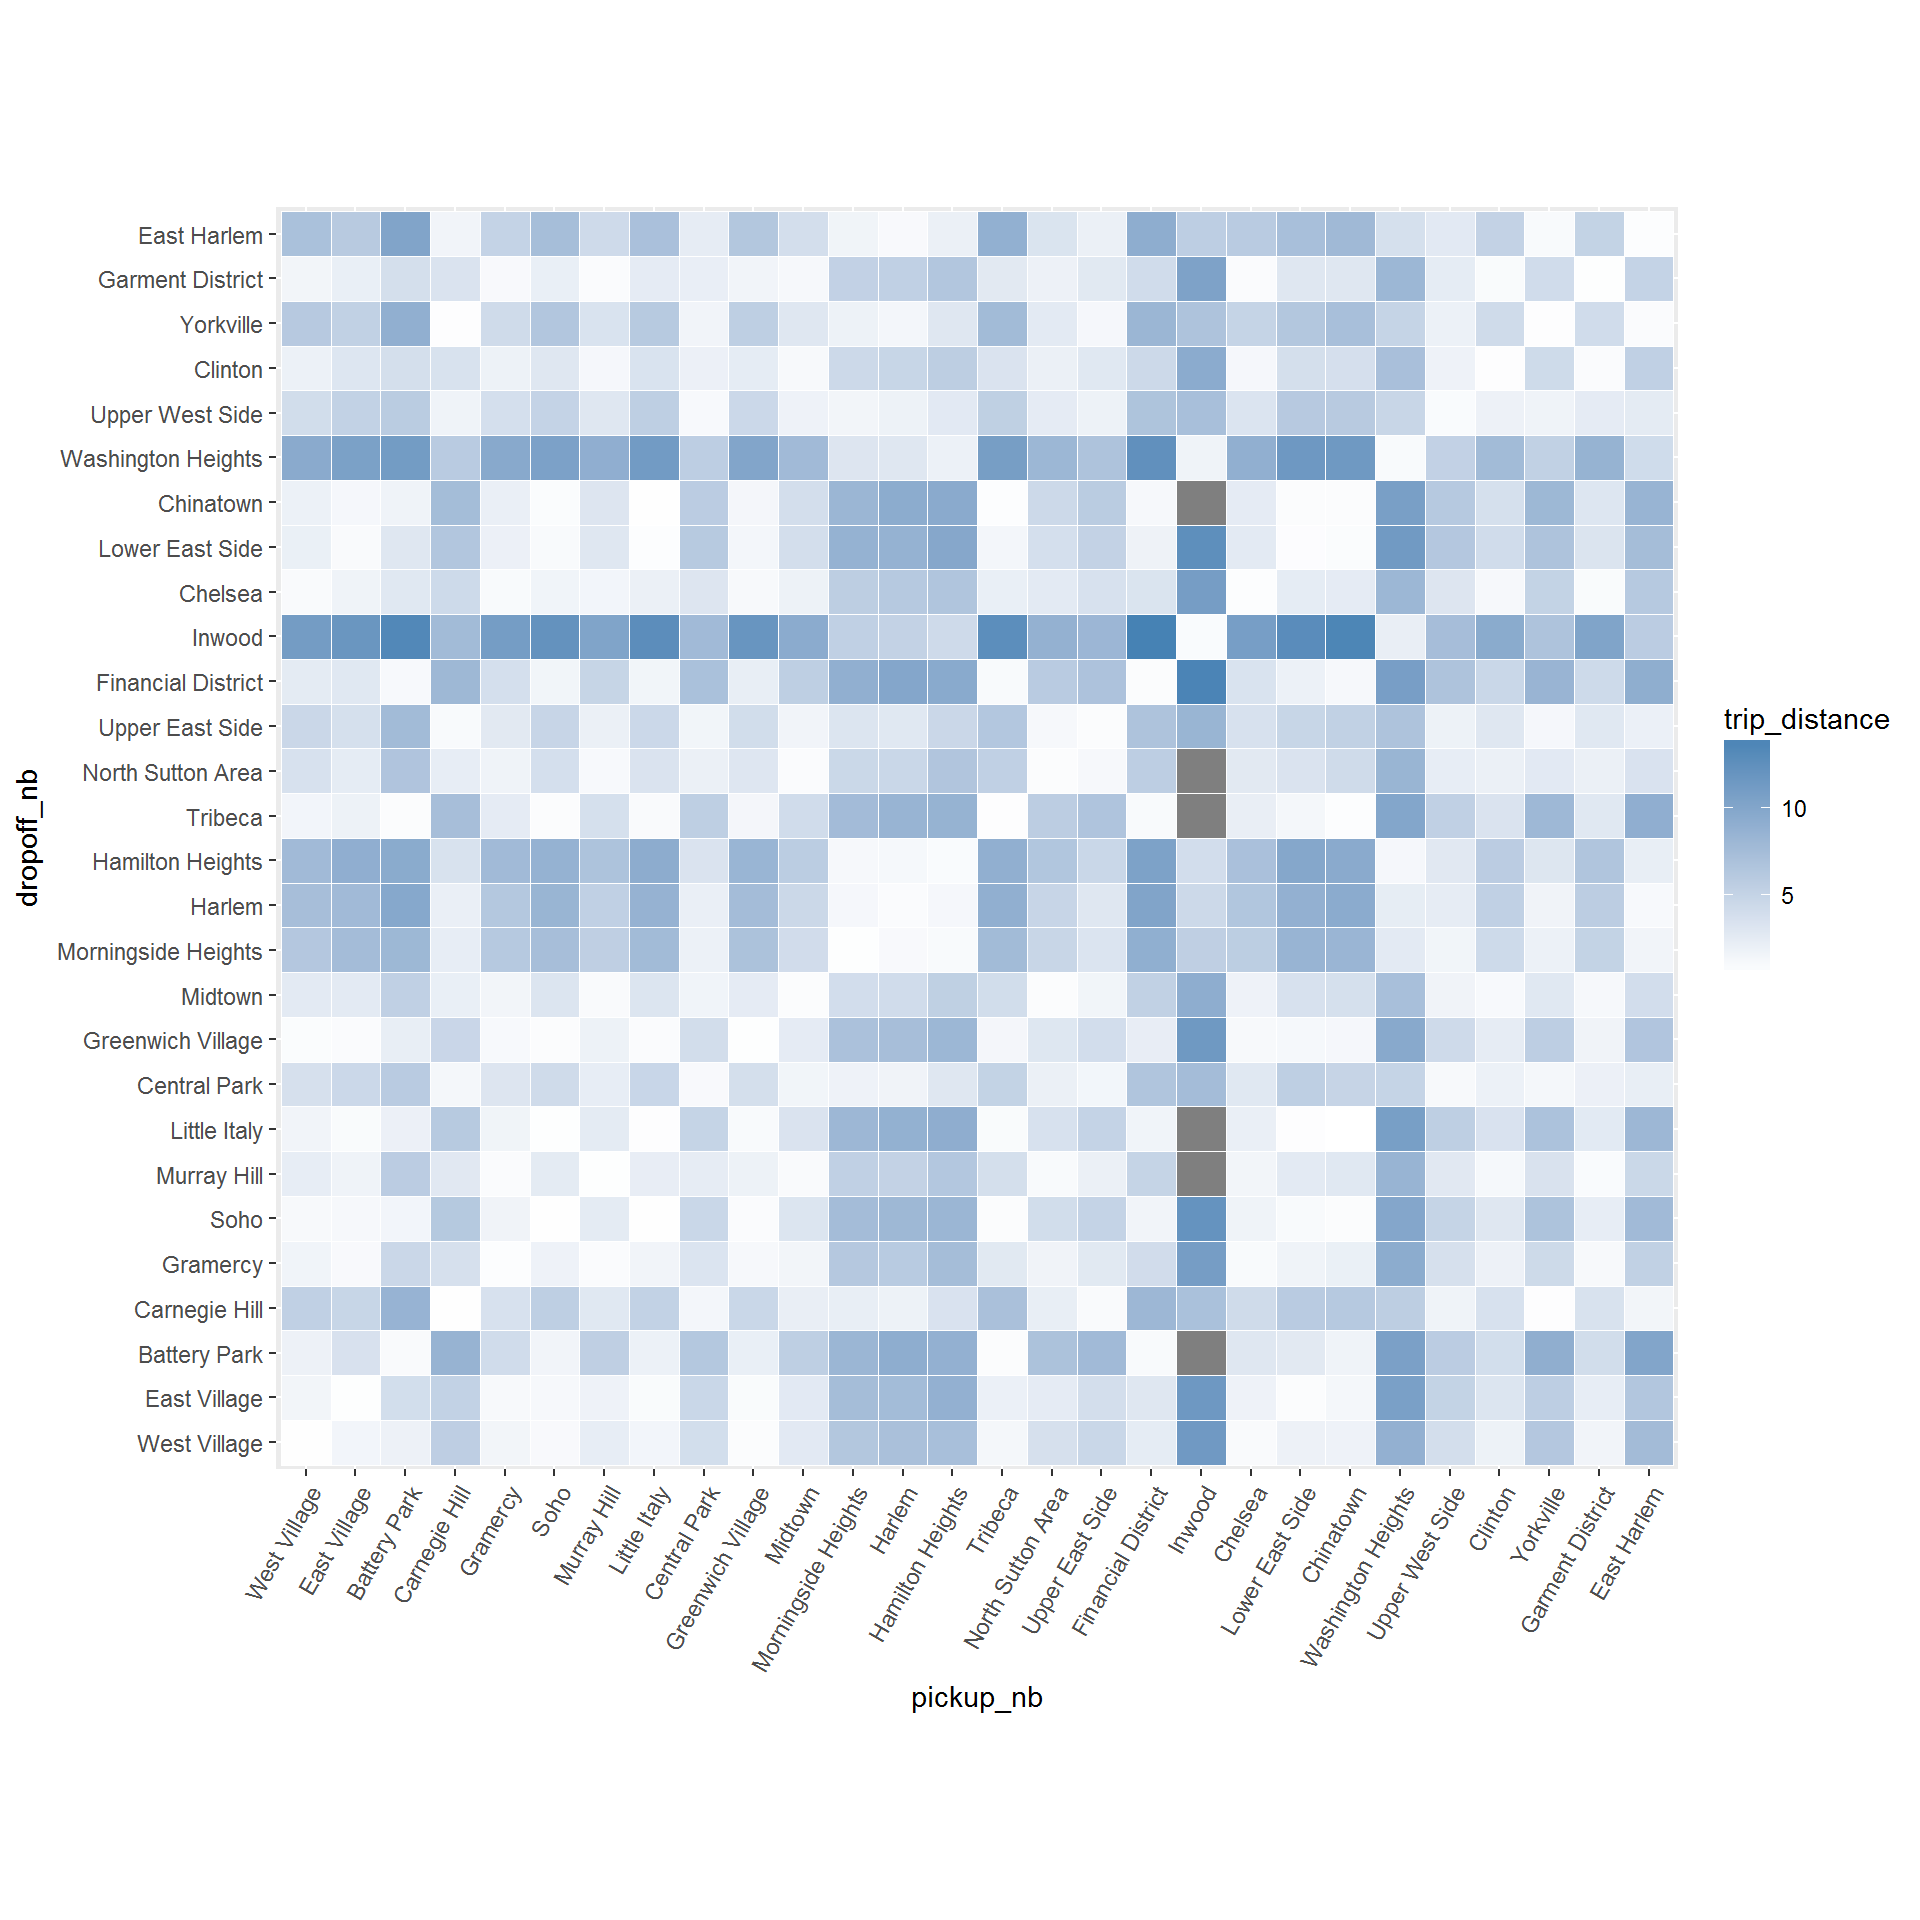 East Harlem
Garment District
Yorkville
Clinton
Upper West Side
Washington Heights
Chinatown
Lower East Side
Chelsea
Inwood
Financial District
Upper East Side
North Sutton Area
Tribeca
Hamilton Heights
Harlem
Morningside Heights
Midtown
Greenwich Village
Central Park
Little Italy
Murray Hill
Soho
Gramercy
Carnegie Hill
Battery Park
East Village
West Village
dropoff_nb
West Village
East Village
Battery Park
Carnegie Hill
Gramercy
Soho
Murray Hill
Little Italy
Central Park
Greenwich Village
Midtown
Morningside Heights
Harlem
Hamilton Heights
Tribeca
North Sutton Area
Upper East Side
Financial District
Inwood
Chelsea
Lower East Side
Chinatown
Washington Heights
Upper West Side
Clinton
Yorkville
Garment District
East Harlem
pickup_nb
trip_distance
10
5